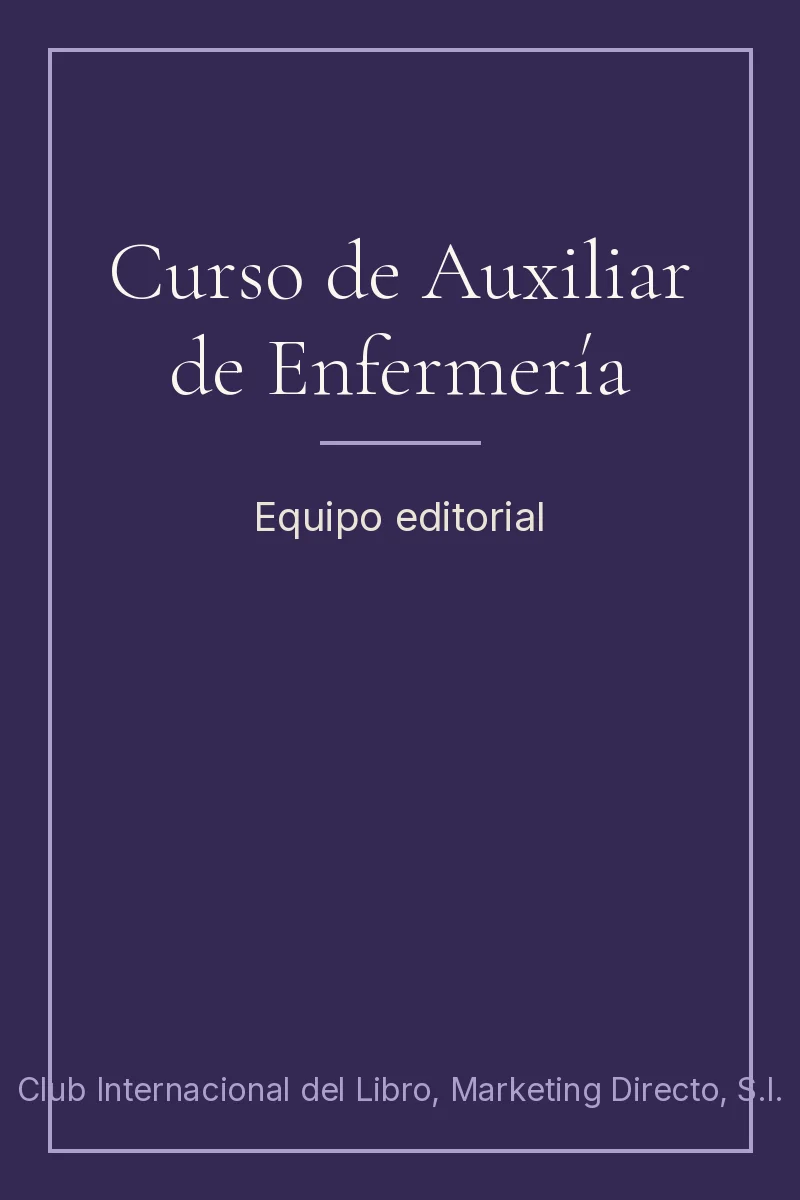 Curso de Auxiliar
de Enfermería
Equipo editorial
Club Internacional del Libro, Marketing Directo, S.l.